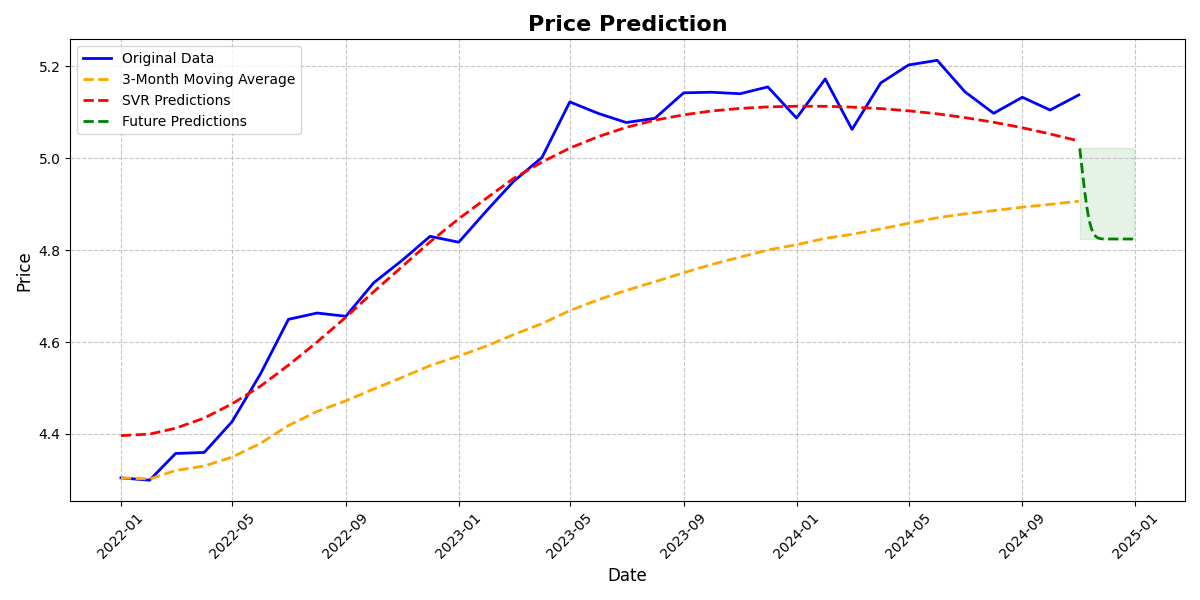 Price Prediction
Original Data
3-Month Moving Average
SVR Predictions
Future Predictions
Price
5.2
5.0
4.8
4.6
4.4
2022-01
2022-05
2022-09
2023-01
2023-05
2023-09
2024-01
2024-05
2024-09
2025-01
Date